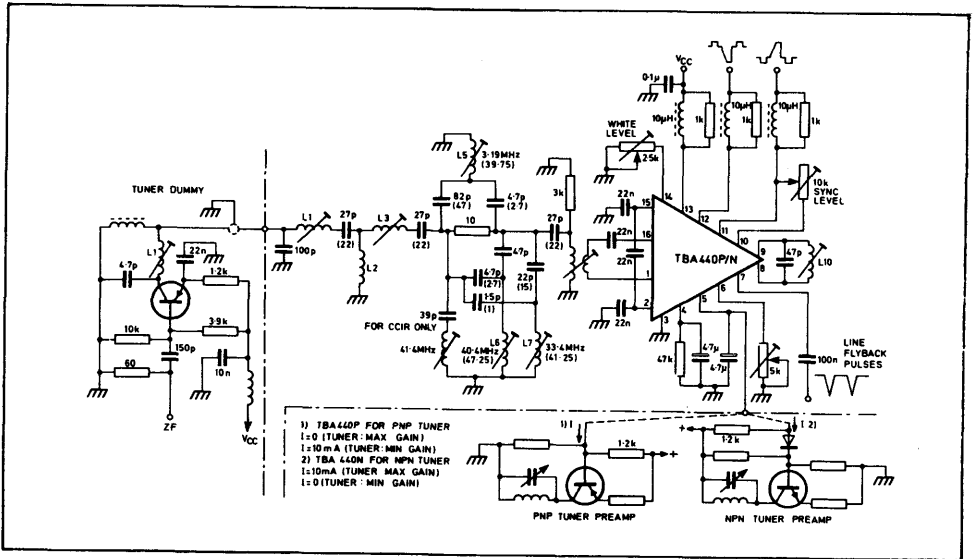 TUNER DUMMY
4·7p
L1
22n
1·2k
10k
3·9k
60
150p
10n
ZF
VCC
100p
L1
27p
(22)
L2
L3
27p
(22)
82p
(47)
L5
3·19MHz
(39·75)
4·7p
(2·7)
10
47p
4·7p
(2·7)
1·5p
(1)
22p
(15)
39p
FOR CCIR ONLY
41·4MHz
40·4MHz
L6
(47·25)
L7
33·4MHz
(41·25)
27p
(22)
3k
22n
22n
22n
22n
WHITE
LEVEL
25k
VCC
0·1µ
10µH
1k
10µH
1k
10µH
1k
10k
SYNC
LEVEL
TBA440P/N
15
16
1
2
3
4
5
6
7
8
9
10
11
12
13
14
47p
L10
47k
4·7µ
4·7µ
5k
100n
LINE
FLYBACK
PULSES
1) TBA440P FOR PNP TUNER
I=0 (TUNER: MAX GAIN)
I=10mA (TUNER: MIN GAIN)
2) TBA 440N FOR NPN TUNER
I=10mA (TUNER MAX GAIN)
I=0 (TUNER: MIN GAIN)
1) I
1·2k
+
PNP TUNER PREAMP
I 2)
+
1·2k
NPN TUNER PREAMP